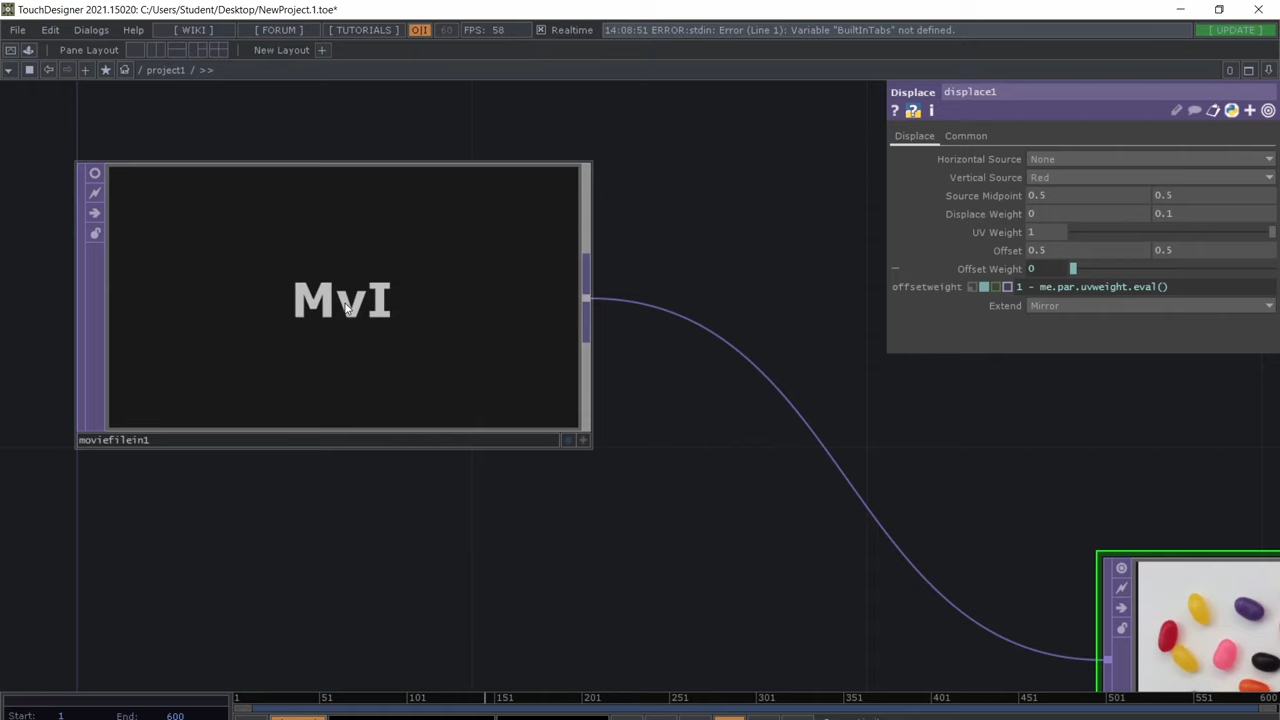 TouchDesigner 2021.15020: C:/Users/Student/Desktop/NewProject.1.toe*
File Edit Dialogs Help [ WIKI ] [ FORUM ] [ TUTORIALS ] O|I 60 FPS: 58 Realtime 14:08:51 ERROR:stdin: Error (Line 1): Variable "BuiltInTabs" not defined. [ UPDATE ]
Pane Layout New Layout +
/ project1 / >> 0
Displace displace1
? ? i
Displace Common
Horizontal Source None
Vertical Source Red
Source Midpoint 0.5 0.5
Displace Weight 0 0.1
UV Weight 1
Offset 0.5 0.5
Offset Weight 0
offsetweight 1 - me.par.uvweight.eval()
Extend Mirror
MvI
moviefilein1
1 51 101 151 201 251 301 351 401 451 501 551 600
Start: 1 End: 600